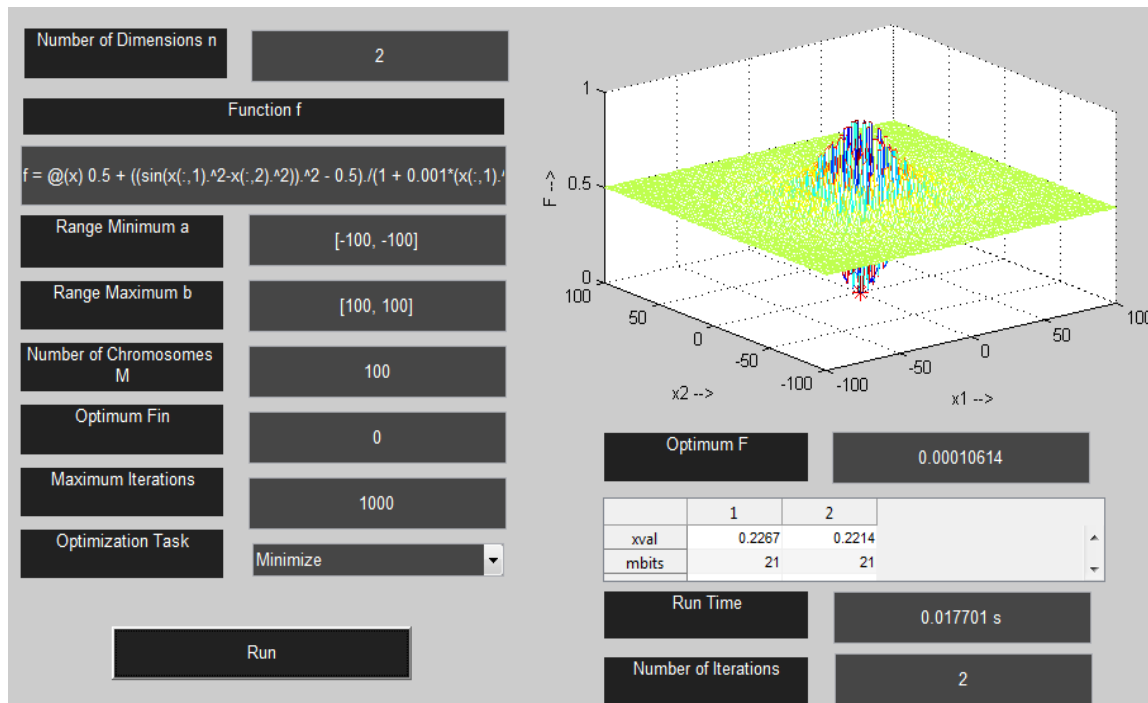 Number of Dimensions n
2
Function f
f = @(x) 0.5 + ((sin(x(:,1).^2-x(:,2).^2)).^2 - 0.5)./(1 + 0.001*(x(:,1).^
Range Minimum a
[-100, -100]
Range Maximum b
[100, 100]
Number of Chromosomes
M
100
Optimum Fin
0
Maximum Iterations
1000
Optimization Task
Minimize
Run
1
0.5
0
F -->
100
50
0
-50
-100
x2 -->
-100
-50
0
50
100
x1 -->
Optimum F
0.00010614
1 2
xval 0.2267 0.2214
mbits 21 21
Run Time
0.017701 s
Number of Iterations
2